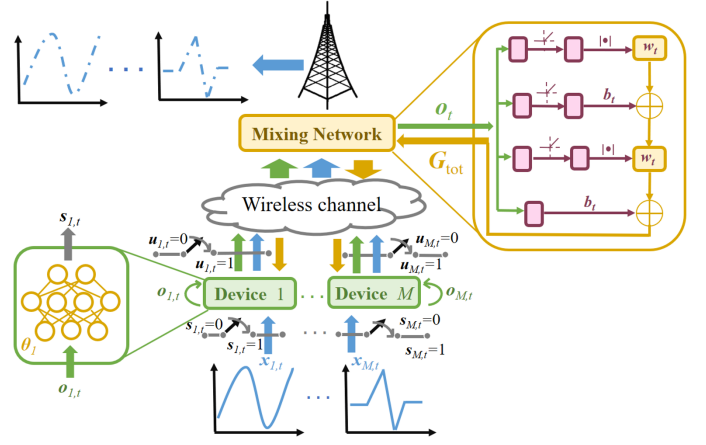 o_t
|•|
w_t
b_t
Mixing Network
G_tot
|•|
w_t
b_t
Wireless channel
s_{1,t}
u_{1,t}=0
u_{1,t}=1
u_{M,t}=0
u_{M,t}=1
o_{1,t}
Device 1
...
Device M
o_{M,t}
s_{1,t}=0
s_{1,t}=1
...
s_{M,t}=0
s_{M,t}=1
θ_1
x_{1,t}
x_{M,t}
o_{1,t}
...